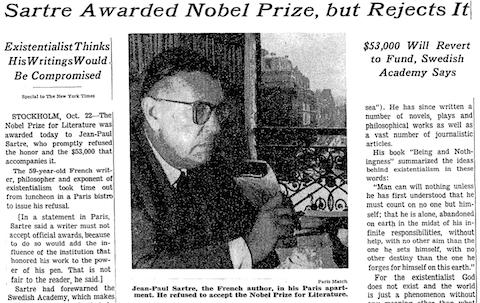 Sartre Awarded Nobel Prize, but Rejects It
Existentialist Thinks
His Writings Would
Be Compromised
Special to The New York Times
STOCKHOLM, Oct. 22—The
Nobel Prize for Literature was
awarded today to Jean-Paul
Sartre, who promptly refused
the honor and the $53,000 that
accompanies it.
The 59-year-old French writ-
er, philosopher and exponent of
existentialism took time out
from luncheon in a Paris bistro
to issue his refusal.
[In a statement in Paris,
Sartre said a writer must not
accept official awards, because
to do so would add the in-
fluence of the institution that
honored his work to the pow-
er of his pen. That is not
fair to the reader, he said.]
Sartre had forewarned the
Swedish Academy, which makes
Paris Match
Jean-Paul Sartre, the French author, in his Paris apart-
ment. He refused to accept the Nobel Prize for Literature.
$53,000 Will Revert
to Fund, Swedish
Academy Says
sea"). He has since written a
number of novels, plays and
philosophical works as well as
a vast number of journalistic
articles.
His book "Being and Noth-
ingness" summarized the ideas
behind existentialism in these
words:
"Man can will nothing unless
he has first understood that he
must count on no one but him-
self; that he is alone, abandoned
on earth in the midst of his in-
finite responsibilities, without
help, with no other aim than the
one he sets himself, with no
other destiny than the one he
forges for himself on this earth."
For the existentialist God
does not exist and the world
is just a phenomenon without